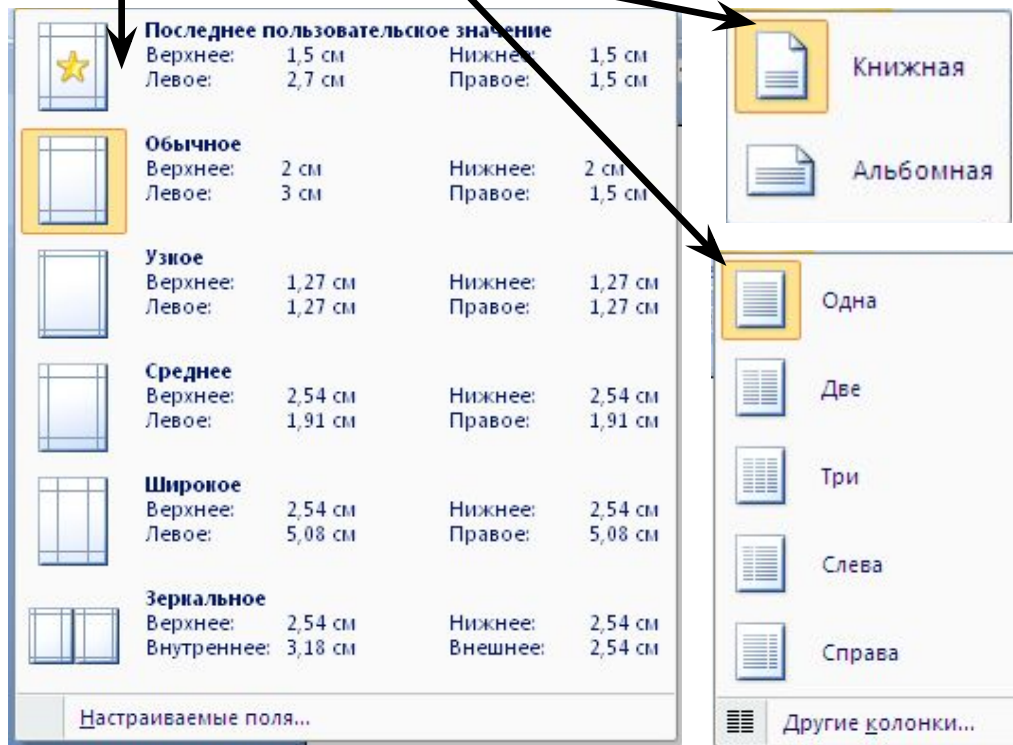 Последнее пользовательское значение
Верхнее: 1,5 см Нижнее: 1,5 см
Левое: 2,7 см Правое: 1,5 см
Обычное
Верхнее: 2 см Нижнее: 2 см
Левое: 3 см Правое: 1,5 см
Узкое
Верхнее: 1,27 см Нижнее: 1,27 см
Левое: 1,27 см Правое: 1,27 см
Среднее
Верхнее: 2,54 см Нижнее: 2,54 см
Левое: 1,91 см Правое: 1,91 см
Широкое
Верхнее: 2,54 см Нижнее: 2,54 см
Левое: 5,08 см Правое: 5,08 см
Зеркальное
Верхнее: 2,54 см Нижнее: 2,54 см
Внутреннее: 3,18 см Внешнее: 2,54 см
Настраиваемые поля...
Книжная
Альбомная
Одна
Две
Три
Слева
Справа
Другие колонки...